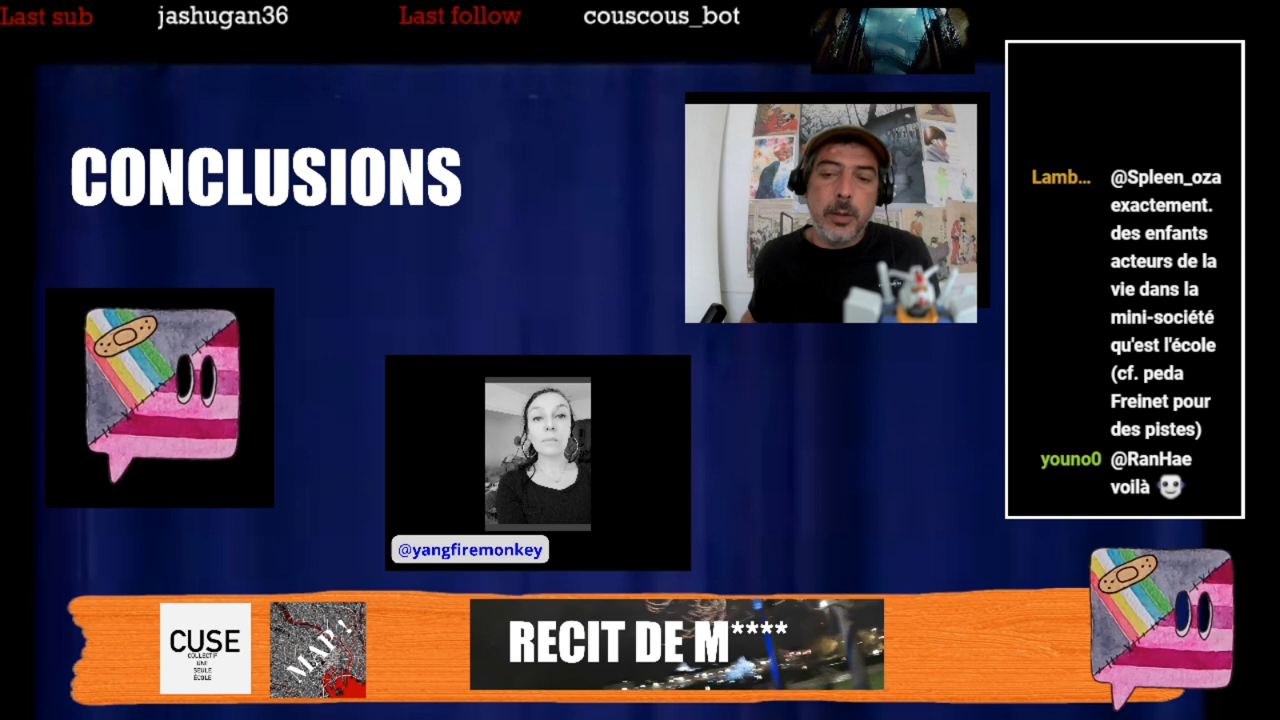 Last sub jashugan36 Last follow couscous_bot
CONCLUSIONS
Lamb... @Spleen_oza
exactement.
des enfants
acteurs de la
vie dans la
mini-société
qu'est l'école
(cf. peda
Freinet pour
des pistes)
youno0 @RanHae
voilà
@yangfiremonkey
CUSE
COLLECTIF
UNE
SEULE
ÉCOLE
MAP !
RECIT DE M****